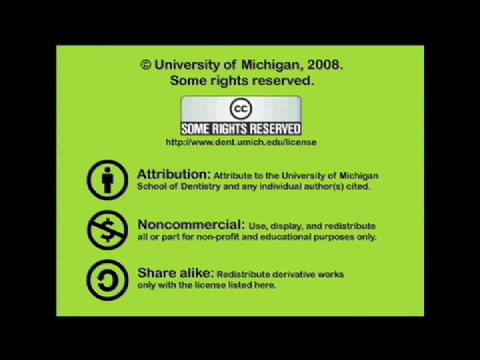 © University of Michigan, 2008.
Some rights reserved.
cc
SOME RIGHTS RESERVED
http://www.dent.umich.edu/license
Attribution: Attribute to the University of Michigan
School of Dentistry and any individual author(s) cited.
Noncommercial: Use, display, and redistribute
all or part for non-profit and educational purposes only.
Share alike: Redistribute derivative works
only with the license listed here.